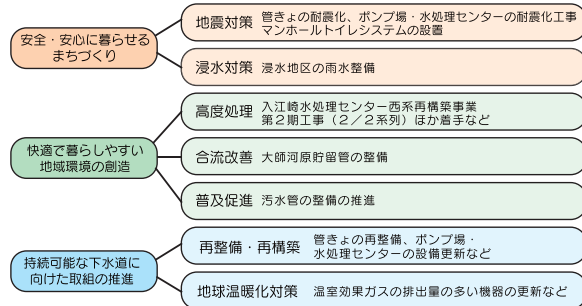 安全・安心に暮らせる
まちづくり
地震対策
管きょの耐震化、ポンプ場・水処理センターの耐震化工事
マンホールトイレシステムの設置
浸水対策
浸水地区の雨水整備
快適で暮らしやすい
地域環境の創造
高度処理
入江崎水処理センター西系再構築事業
第2期工事(2/2系列)ほか着手など
合流改善
大師河原貯留管の整備
普及促進
汚水管の整備の推進
持続可能な下水道に
向けた取組の推進
再整備・再構築
管きょの再整備、ポンプ場・
水処理センターの設備更新など
地球温暖化対策
温室効果ガスの排出量の多い機器の更新など